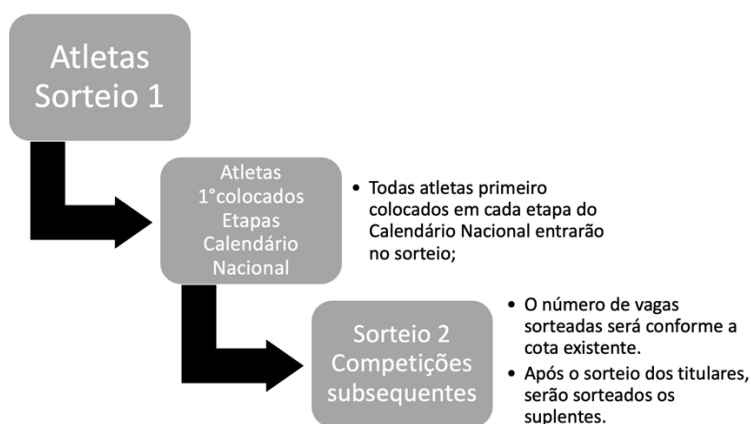 Atletas
Sorteio 1
Atletas
1°colocados
Etapas
Calendário
Nacional
• Todas atletas primeiro
colocados em cada etapa do
Calendário Nacional entrarão
no sorteio;
Sorteio 2
Competições
subsequentes
• O número de vagas
sorteadas será conforme a
cota existente.
• Após o sorteio dos titulares,
serão sorteados os
suplentes.